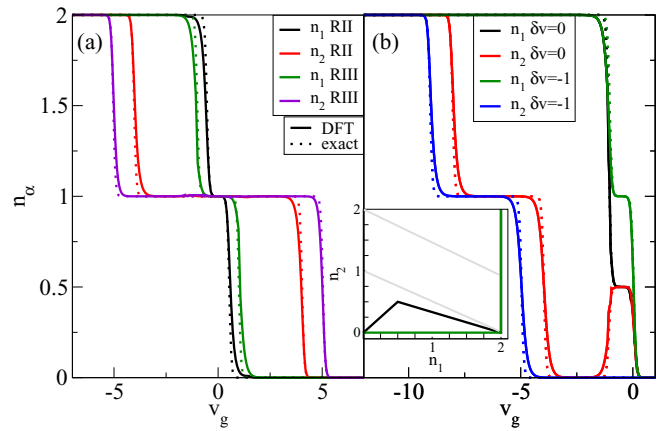 (a)
n1 RII
n2 RII
n1 RIII
n2 RIII
DFT
exact
(b)
n1 δv=0
n2 δv=0
n1 δv=-1
n2 δv=-1
nα
2
1.5
1
0.5
0
-5
0
5
vg
-10
-5
0
vg
n2
2
1
0
1
2
n1